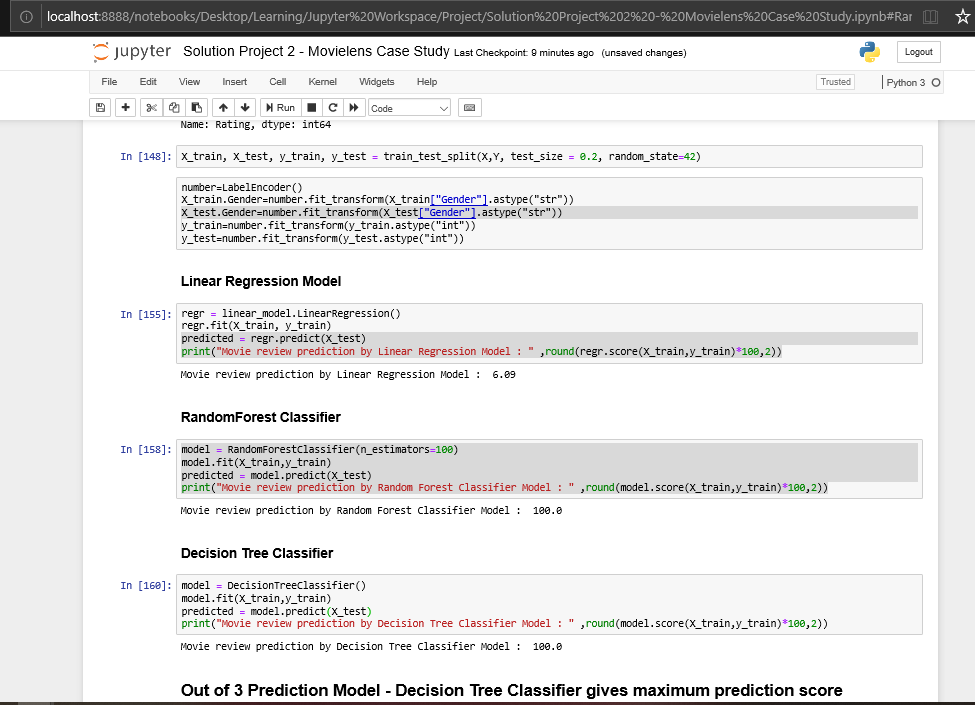 localhost:8888/notebooks/Desktop/Learning/Jupyter%20Workspace/Project/Solution%20Project%202%20-%20Movielens%20Case%20Study.ipynb#Rar
jupyter Solution Project 2 - Movielens Case Study Last Checkpoint: 9 minutes ago (unsaved changes) Logout
File Edit View Insert Cell Kernel Widgets Help Trusted Python 3
Run Code
Name: Rating, dtype: int64
In [148]: X_train, X_test, y_train, y_test = train_test_split(X,Y, test_size = 0.2, random_state=42)
number=LabelEncoder()
X_train.Gender=number.fit_transform(X_train["Gender"].astype("str"))
X_test.Gender=number.fit_transform(X_test["Gender"].astype("str"))
y_train=number.fit_transform(y_train.astype("int"))
y_test=number.fit_transform(y_test.astype("int"))
Linear Regression Model
In [155]: regr = linear_model.LinearRegression()
regr.fit(X_train, y_train)
predicted = regr.predict(X_test)
print("Movie review prediction by Linear Regression Model : " ,round(regr.score(X_train,y_train)*100,2))
Movie review prediction by Linear Regression Model :  6.09
RandomForest Classifier
In [158]: model = RandomForestClassifier(n_estimators=100)
model.fit(X_train,y_train)
predicted = model.predict(X_test)
print("Movie review prediction by Random Forest Classifier Model : " ,round(model.score(X_train,y_train)*100,2))
Movie review prediction by Random Forest Classifier Model :  100.0
Decision Tree Classifier
In [160]: model = DecisionTreeClassifier()
model.fit(X_train,y_train)
predicted = model.predict(X_test)
print("Movie review prediction by Decision Tree Classifier Model : " ,round(model.score(X_train,y_train)*100,2))
Movie review prediction by Decision Tree Classifier Model :  100.0
Out of 3 Prediction Model - Decision Tree Classifier gives maximum prediction score